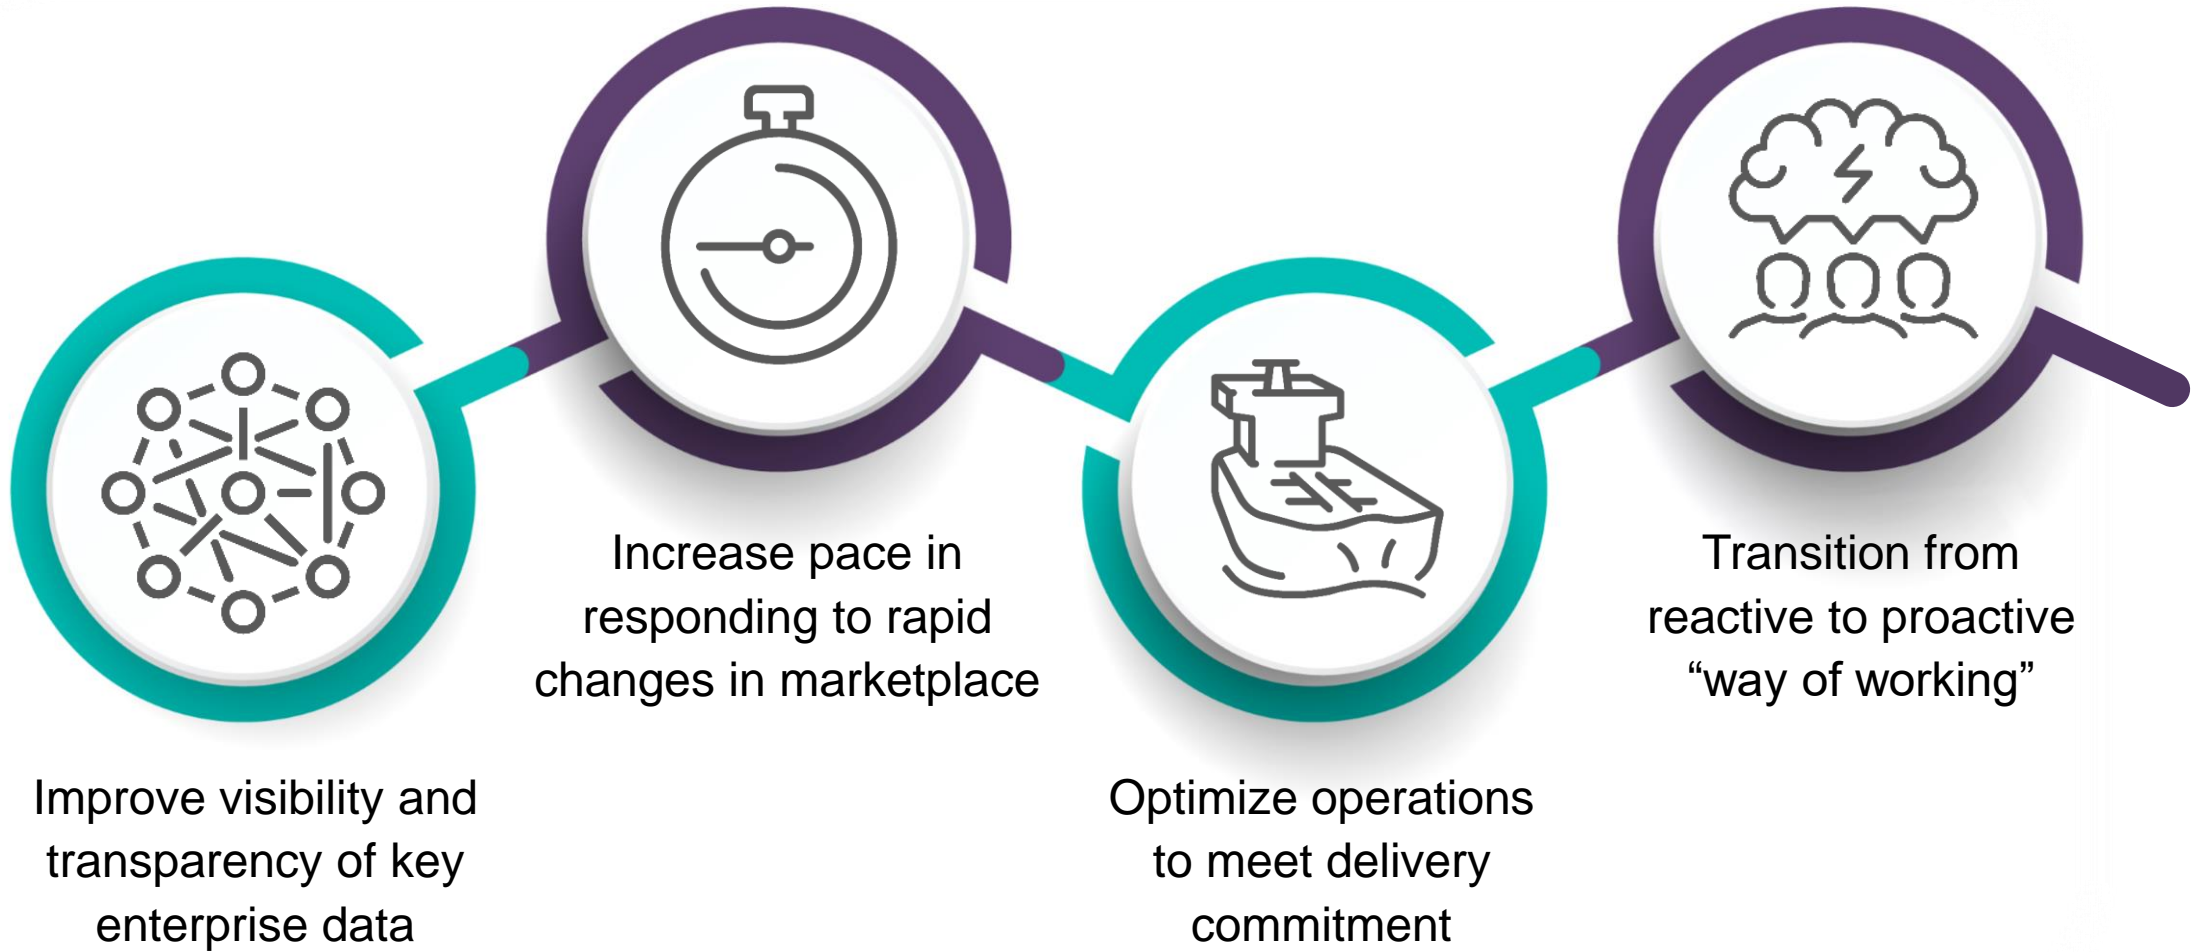 Improve visibility and
transparency of key
enterprise data
Increase pace in
responding to rapid
changes in marketplace
Optimize operations
to meet delivery
commitment
Transition from
reactive to proactive
“way of working”